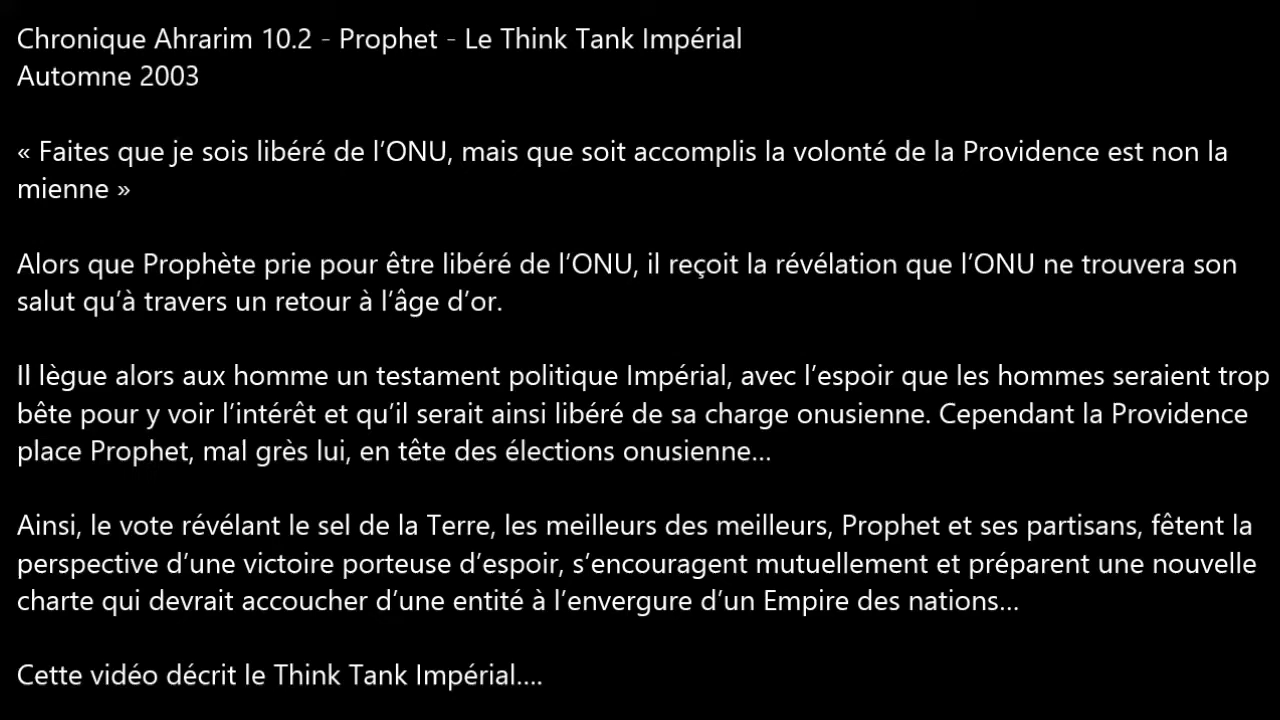 Chronique Ahrarim 10.2 - Prophet - Le Think Tank Impérial
Automne 2003
« Faites que je sois libéré de l’ONU, mais que soit accomplis la volonté de la Providence est non la
mienne »
Alors que Prophète prie pour être libéré de l’ONU, il reçoit la révélation que l’ONU ne trouvera son
salut qu’à travers un retour à l’âge d’or.
Il lègue alors aux homme un testament politique Impérial, avec l’espoir que les hommes seraient trop
bête pour y voir l’intérêt et qu’il serait ainsi libéré de sa charge onusienne. Cependant la Providence
place Prophet, mal grès lui, en tête des élections onusienne...
Ainsi, le vote révélant le sel de la Terre, les meilleurs des meilleurs, Prophet et ses partisans, fêtent la
perspective d’une victoire porteuse d’espoir, s’encouragent mutuellement et préparent une nouvelle
charte qui devrait accoucher d’une entité à l’envergure d’un Empire des nations...
Cette vidéo décrit le Think Tank Impérial....